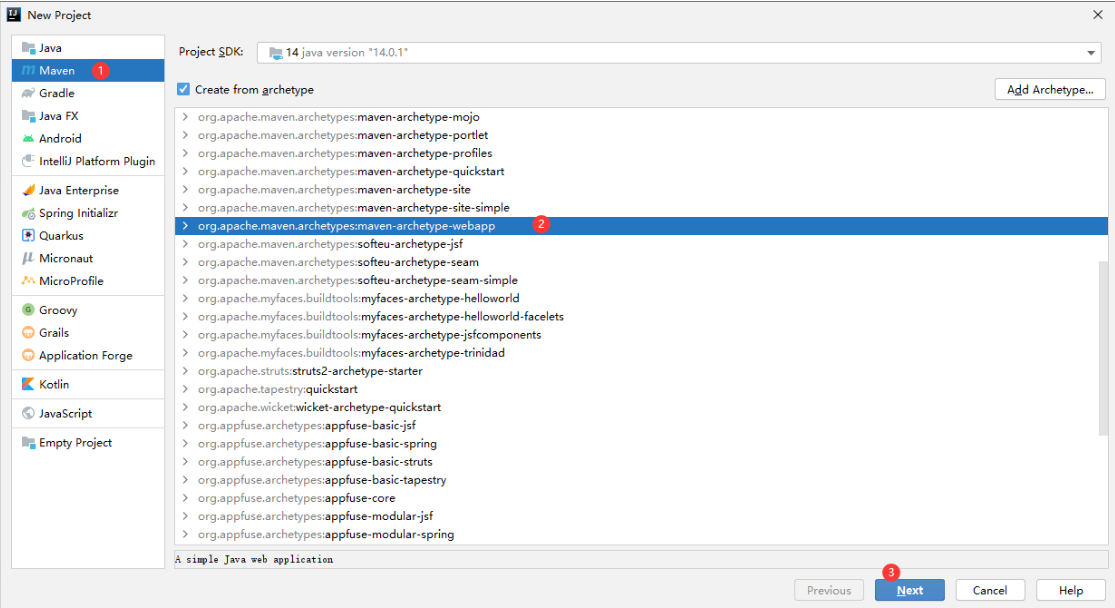 New Project
Java
Maven 1
Gradle
Java FX
Android
IntelliJ Platform Plugin
Java Enterprise
Spring Initializr
Quarkus
Micronaut
MicroProfile
Groovy
Grails
Application Forge
Kotlin
JavaScript
Empty Project
Project SDK: 14 java version "14.0.1"
Create from archetype
Add Archetype...
org.apache.maven.archetypes:maven-archetype-mojo
org.apache.maven.archetypes:maven-archetype-portlet
org.apache.maven.archetypes:maven-archetype-profiles
org.apache.maven.archetypes:maven-archetype-quickstart
org.apache.maven.archetypes:maven-archetype-site
org.apache.maven.archetypes:maven-archetype-site-simple
org.apache.maven.archetypes:maven-archetype-webapp 2
org.apache.maven.archetypes:softeu-archetype-jsf
org.apache.maven.archetypes:softeu-archetype-seam
org.apache.maven.archetypes:softeu-archetype-seam-simple
org.apache.myfaces.buildtools:myfaces-archetype-helloworld
org.apache.myfaces.buildtools:myfaces-archetype-helloworld-facelets
org.apache.myfaces.buildtools:myfaces-archetype-jsfcomponents
org.apache.myfaces.buildtools:myfaces-archetype-trinidad
org.apache.struts:struts2-archetype-starter
org.apache.tapestry:quickstart
org.apache.wicket:wicket-archetype-quickstart
org.appfuse.archetypes:appfuse-basic-jsf
org.appfuse.archetypes:appfuse-basic-spring
org.appfuse.archetypes:appfuse-basic-struts
org.appfuse.archetypes:appfuse-basic-tapestry
org.appfuse.archetypes:appfuse-core
org.appfuse.archetypes:appfuse-modular-jsf
org.appfuse.archetypes:appfuse-modular-spring
A simple Java web application
3
Previous
Next
Cancel
Help